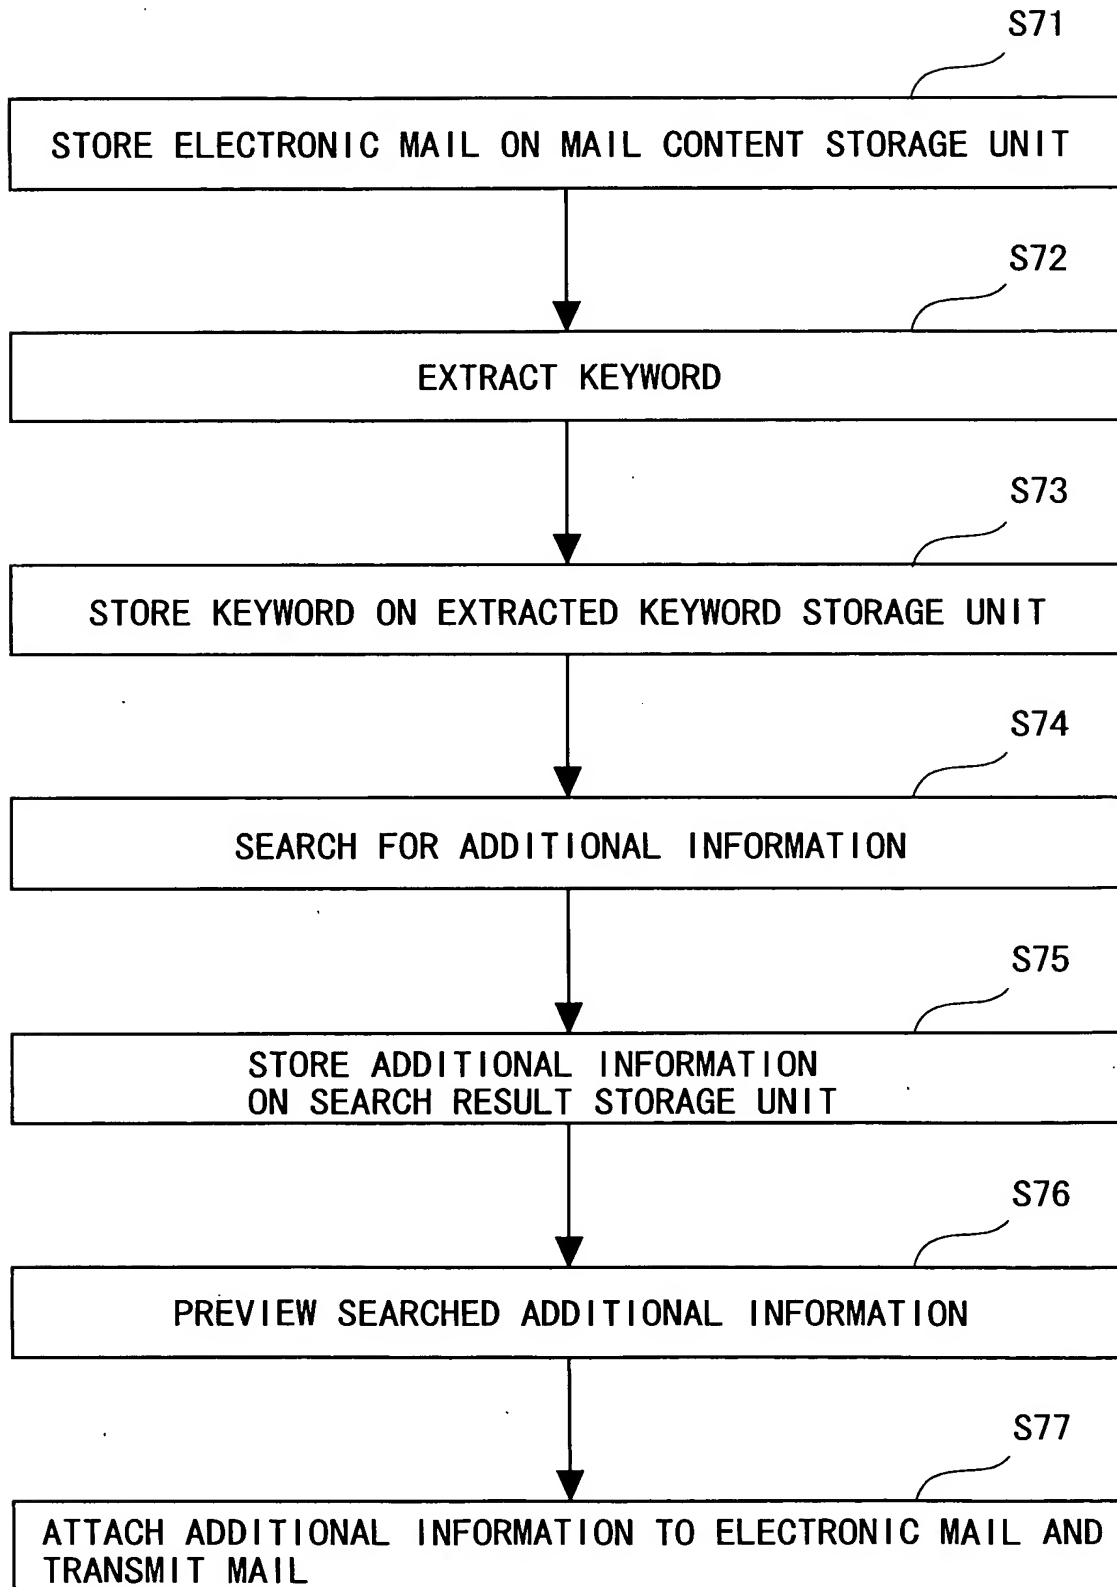 S71
STORE ELECTRONIC MAIL ON MAIL CONTENT STORAGE UNIT
S72
EXTRACT KEYWORD
S73
STORE KEYWORD ON EXTRACTED KEYWORD STORAGE UNIT
S74
SEARCH FOR ADDITIONAL INFORMATION
S75
STORE ADDITIONAL INFORMATION
ON SEARCH RESULT STORAGE UNIT
S76
PREVIEW SEARCHED ADDITIONAL INFORMATION
S77
ATTACH ADDITIONAL INFORMATION TO ELECTRONIC MAIL AND
TRANSMIT MAIL